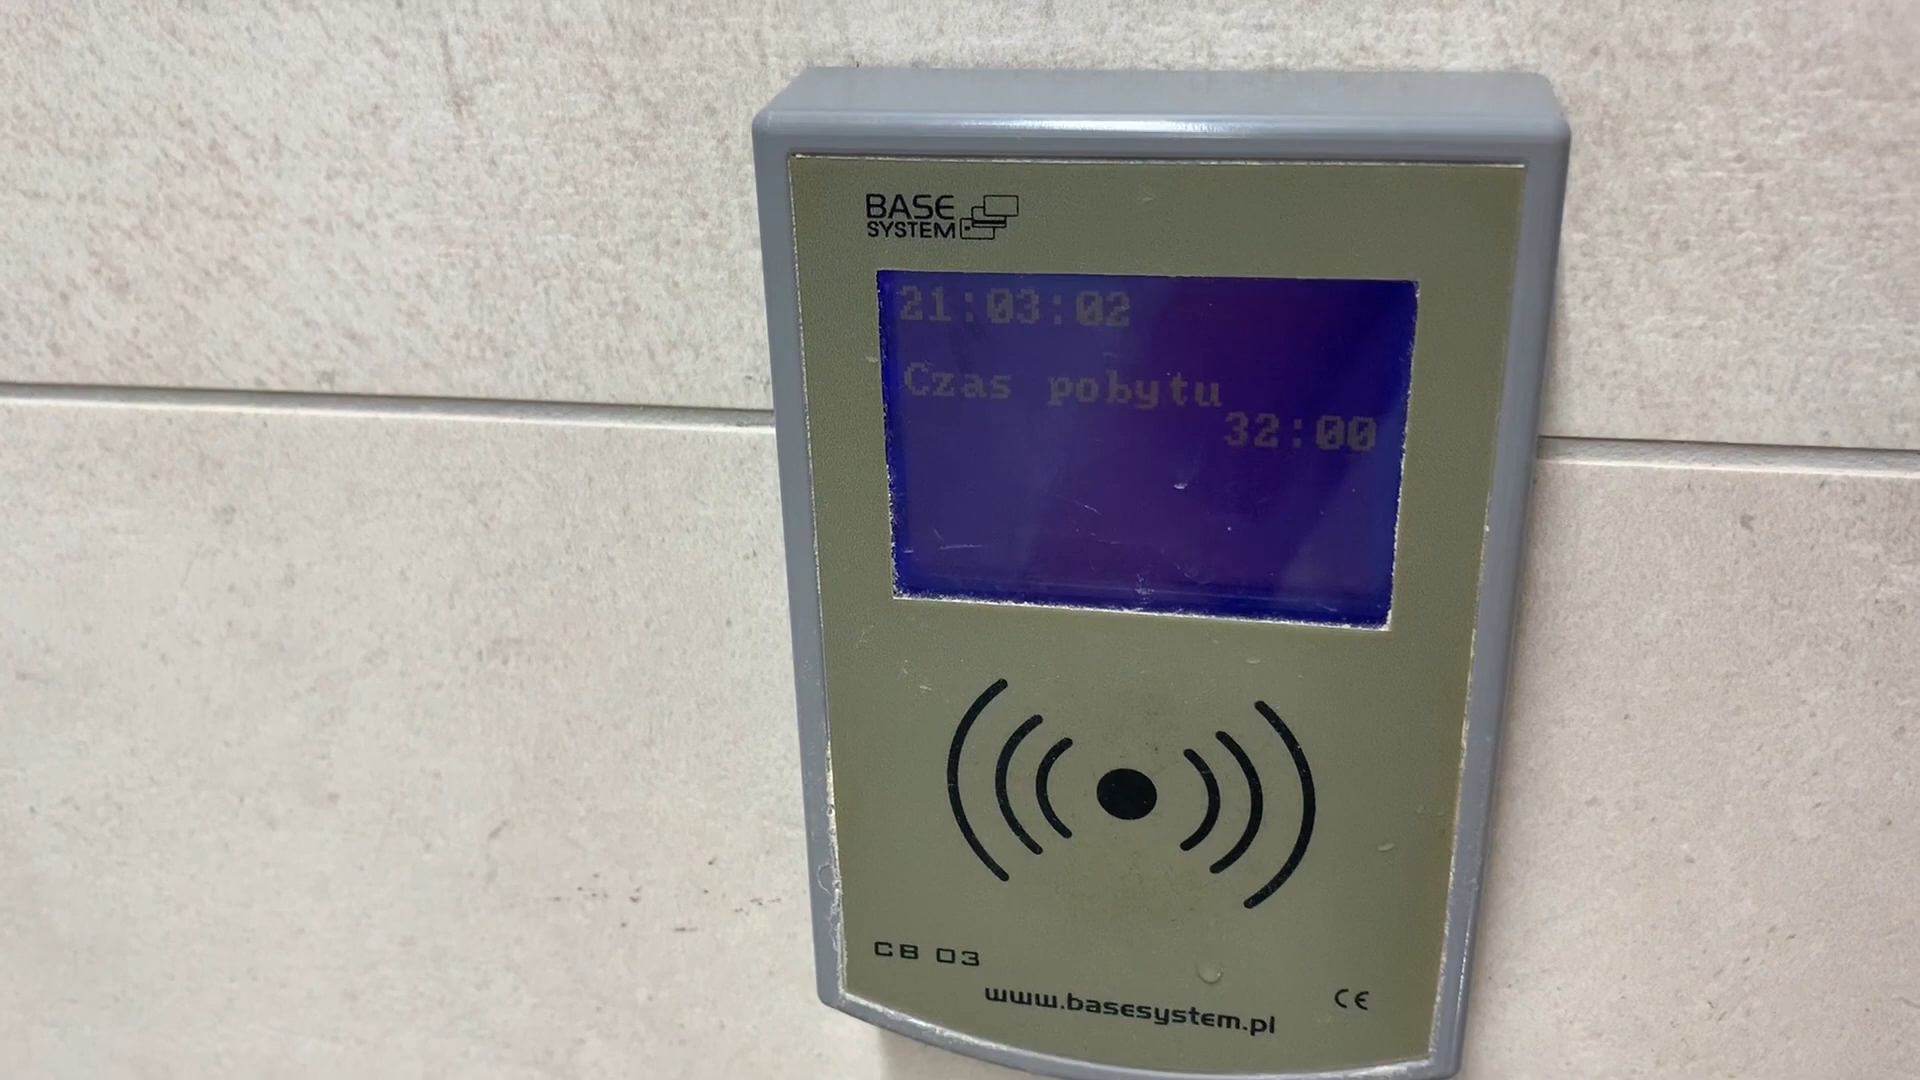 BASE
SYSTEM
21:03:02
Czas pobytu
32:00
CB 03
www.basesystem.pl
CE